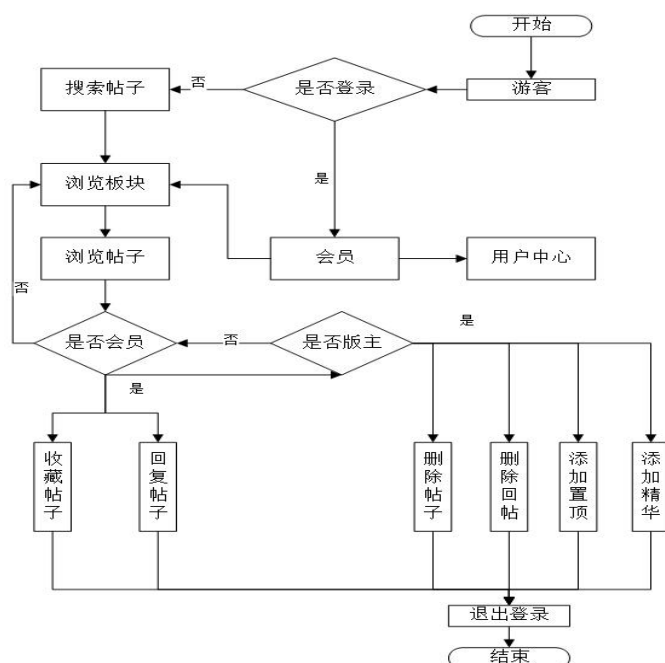 开始
游客
是否登录
否
搜索帖子
是
浏览板块
浏览帖子
会员
用户中心
否
是否会员
否
是否版主
是
是
收藏帖子
回复帖子
删除帖子
删除回帖
添加置顶
添加精华
退出登录
结束